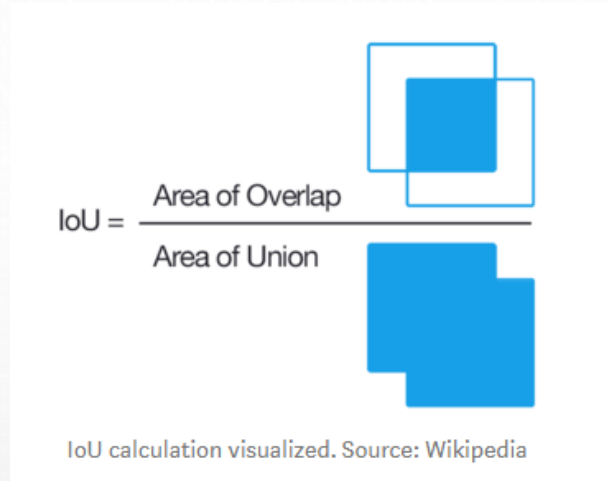 Area of Overlap
IoU =
Area of Union
IoU calculation visualized. Source: Wikipedia